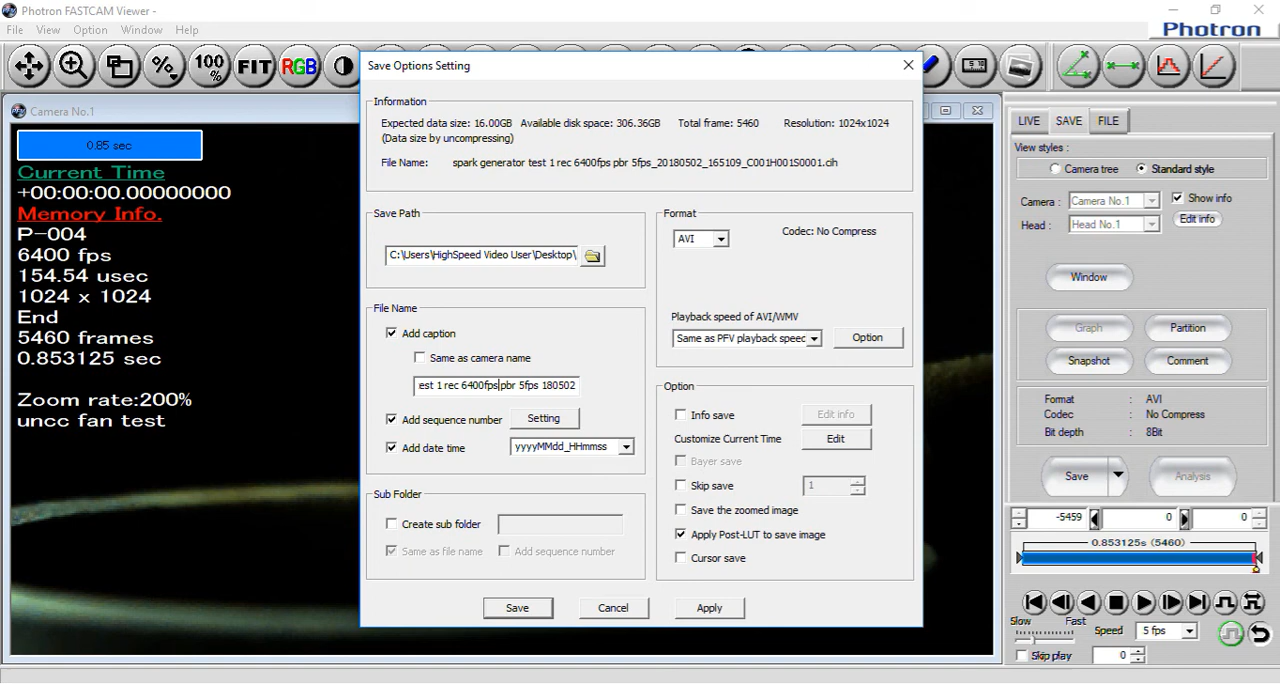 Photron FASTCAM Viewer -
File View Option Window Help
Photron
100 % FIT RGB
Camera No.1
0.85 sec
Current Time
+00:00:00.00000000
Memory Info.
P-004
6400 fps
154.54 usec
1024 x 1024
End
5460 frames
0.853125 sec
Zoom rate:200%
uncc fan test
Save Options Setting
Information
Expected data size: 16.00GB Available disk space: 306.36GB Total frame: 5460 Resolution: 1024x1024
(Data size by uncompressing)
File Name: spark generator test 1 rec 6400fps pbr 5fps_20180502_165109_C001H001S0001.cih
Save Path
C:\Users\HighSpeed Video User\Desktop\
File Name
Add caption
Same as camera name
est 1 rec 6400fps pbr 5fps 180502
Add sequence number Setting
Add date time yyyyMMdd_HHmmss
Sub Folder
Create sub folder
Same as file name Add sequence number
Format
AVI Codec: No Compress
Playback speed of AVI/WMV
Same as PFV playback speed Option
Option
Info save Edit info
Customize Current Time Edit
Bayer save
Skip save 1
Save the zoomed image
Apply Post-LUT to save image
Cursor save
Save Cancel Apply
LIVE SAVE FILE
View styles :
Camera tree Standard style
Camera : Camera No.1 Show info
Head : Head No.1 Edit info
Window
Graph Partition
Snapshot Comment
Format : AVI
Codec : No Compress
Bit depth : 8Bit
Save Analysis
-5459 0 0
0.853125s (5460)
Slow Fast Speed 5 fps
Skip play 0